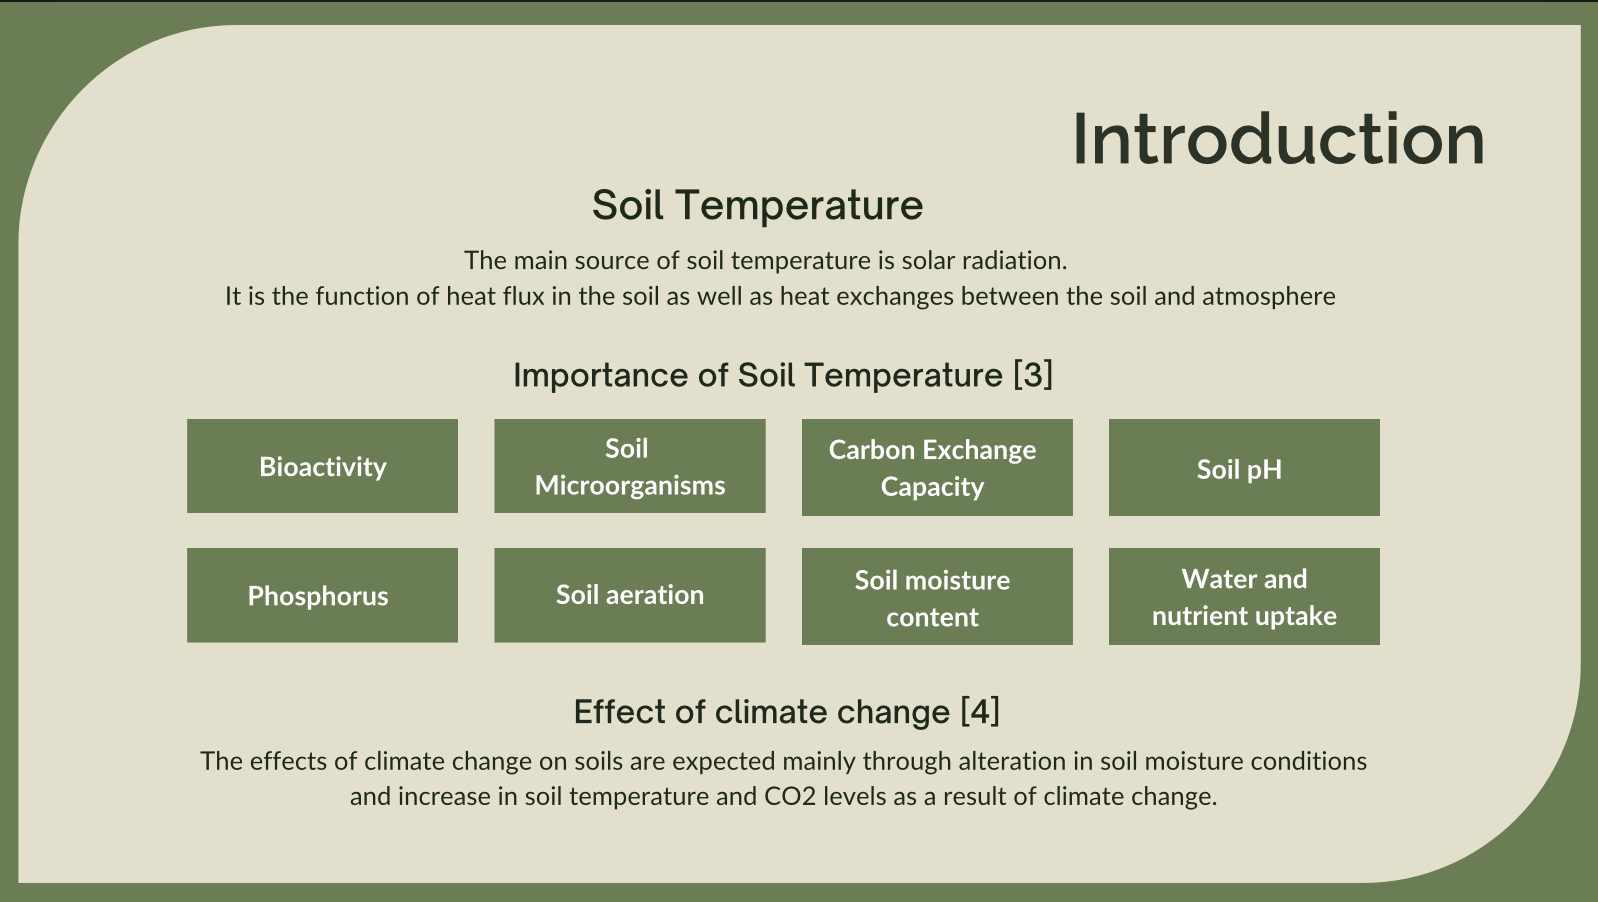 Introduction
Soil Temperature
The main source of soil temperature is solar radiation.
It is the function of heat flux in the soil as well as heat exchanges between the soil and atmosphere
Importance of Soil Temperature [3]
Bioactivity
Soil
Microorganisms
Carbon Exchange
Capacity
Soil pH
Phosphorus
Soil aeration
Soil moisture
content
Water and
nutrient uptake
Effect of climate change [4]
The effects of climate change on soils are expected mainly through alteration in soil moisture conditions
and increase in soil temperature and CO2 levels as a result of climate change.